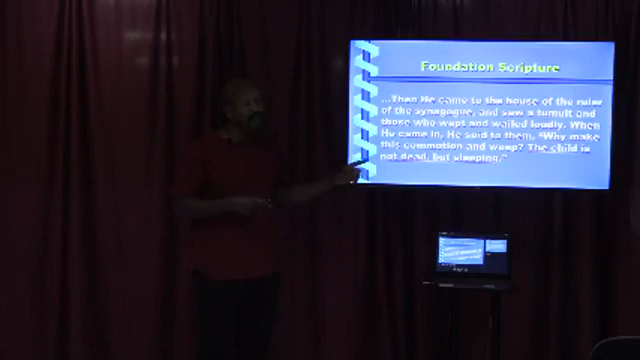 Foundation Scripture
...Then He came to the house of the ruler
of the synagogue, and saw a tumult and
those who wept and wailed loudly. When
He came in, He said to them, "Why make
this commotion and weep? The child is
not dead, but sleeping."